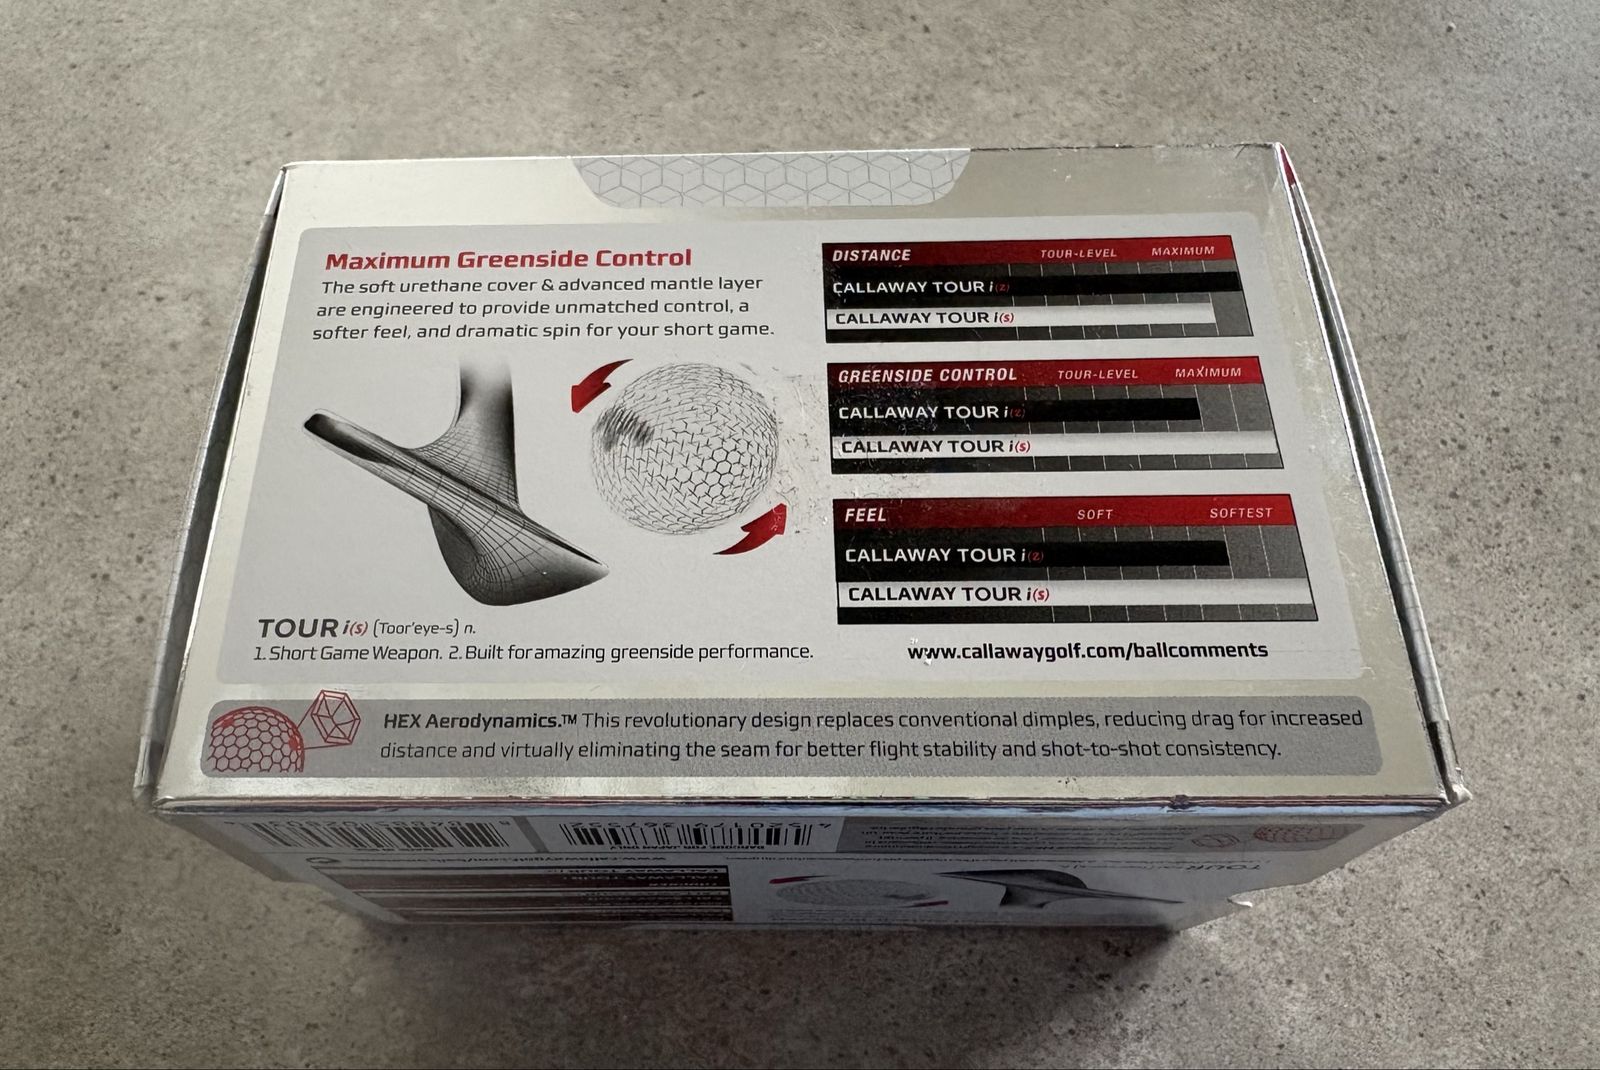 Maximum Greenside Control
The soft urethane cover & advanced mantle layer
are engineered to provide unmatched control, a
softer feel, and dramatic spin for your short game.
TOUR i(s) (Toor'eye-s) n.
1. Short Game Weapon. 2. Built for amazing greenside performance.
DISTANCE TOUR-LEVEL MAXIMUM
CALLAWAY TOUR i(z)
CALLAWAY TOUR i(s)
GREENSIDE CONTROL TOUR-LEVEL MAXIMUM
CALLAWAY TOUR i(z)
CALLAWAY TOUR i(s)
FEEL SOFT SOFTEST
CALLAWAY TOUR i(z)
CALLAWAY TOUR i(s)
www.callawaygolf.com/ballcomments
HEX Aerodynamics.™ This revolutionary design replaces conventional dimples, reducing drag for increased
distance and virtually eliminating the seam for better flight stability and shot-to-shot consistency.
BARCODE FOR JAPAN ONLY